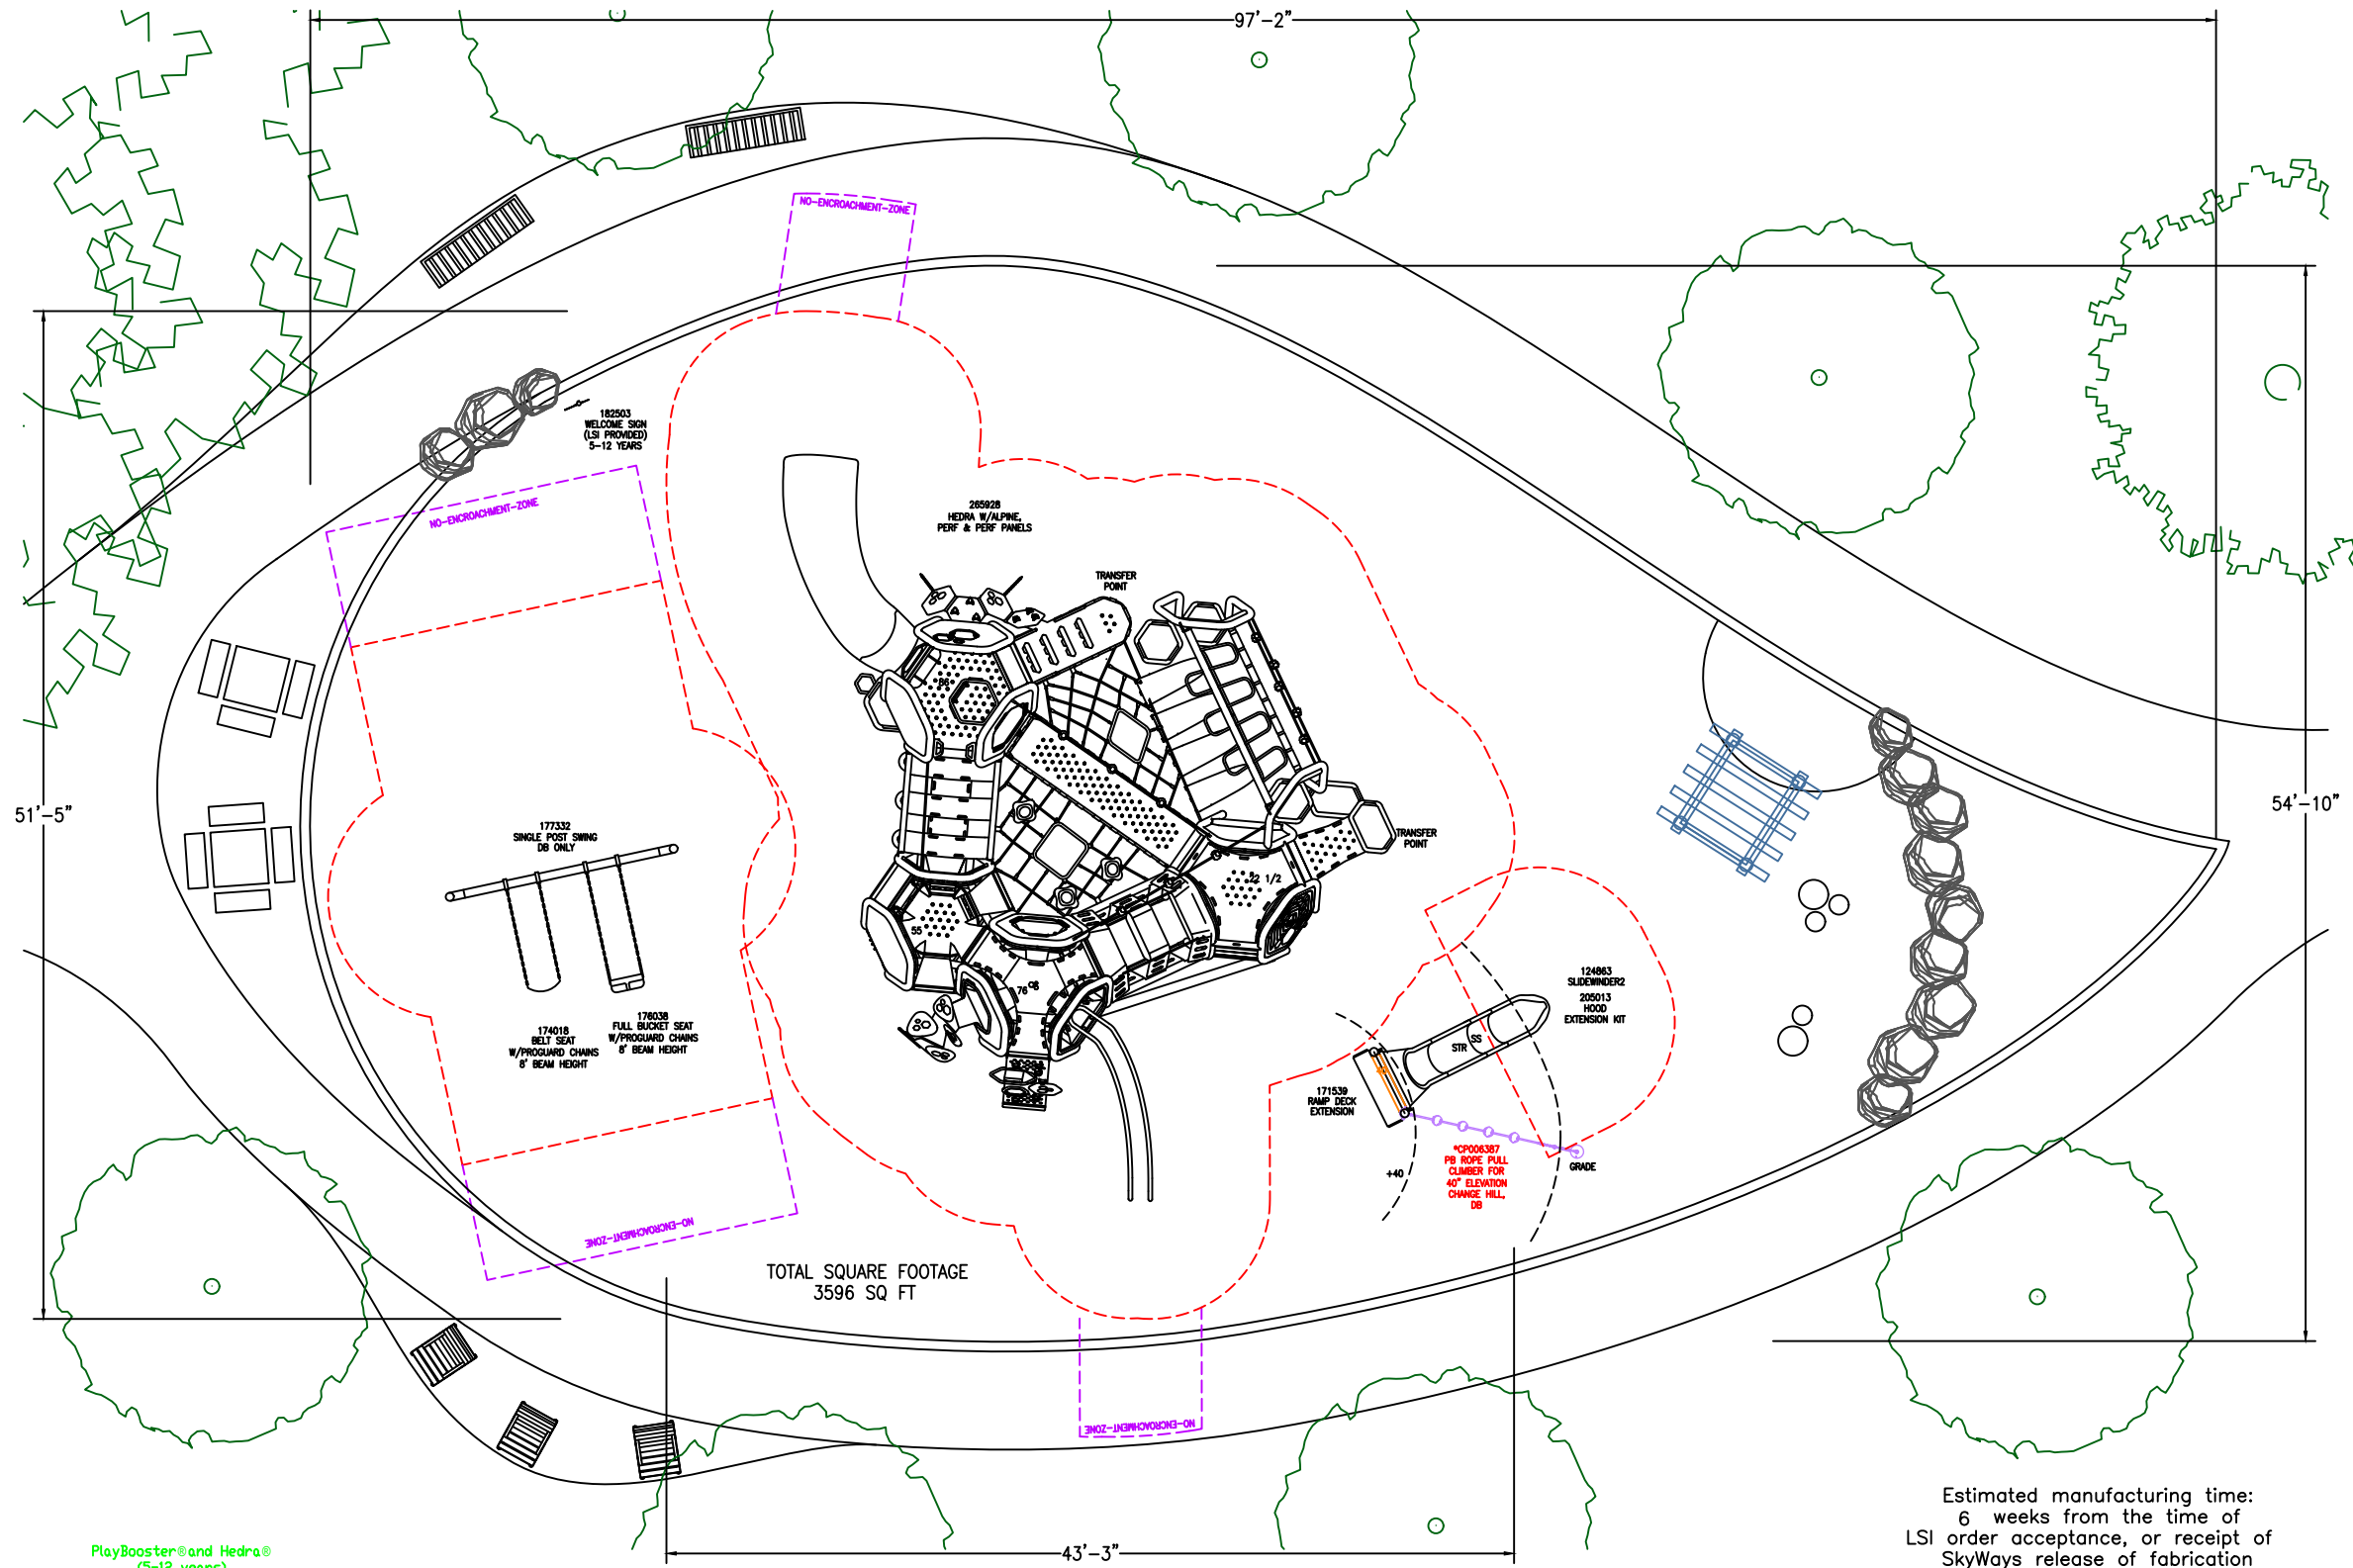 97'-2"
NO-ENCROACHMENT-ZONE
182503
WELCOME SIGN
(LSI PROVIDED)
5-12 YEARS
NO-ENCROACHMENT-ZONE
265928
HEDRA W/ALPINE,
PERF & PERF PANELS
TRANSFER
POINT
86
51'-5"
54'-10"
177332
SINGLE POST SWING
DB ONLY
TRANSFER
POINT
22 1/2
55
76
124863
SLIDEWINDER2
205013
HOOD
EXTENSION KIT
SS
STR
174018
BELT SEAT
W/PROGUARD CHAINS
8' BEAM HEIGHT
176038
FULL BUCKET SEAT
W/PROGUARD CHAINS
8' BEAM HEIGHT
171539
RAMP DECK
EXTENSION
+40
*CP006387
PB ROPE PULL
CLIMBER FOR
40" ELEVATION
CHANGE HILL,
DB
GRADE
NO-ENCROACHMENT-ZONE
TOTAL SQUARE FOOTAGE
3596 SQ FT
NO-ENCROACHMENT-ZONE
43'-3"
PlayBooster®and Hedra®
(5-12 years)
Estimated manufacturing time:
6 weeks from the time of
LSI order acceptance, or receipt of
SkyWays release of fabrication